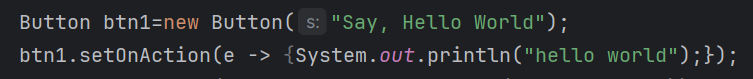 Button btn1=new Button( s: "Say, Hello World");
btn1.setOnAction(e -> {System.out.println("hello world");});